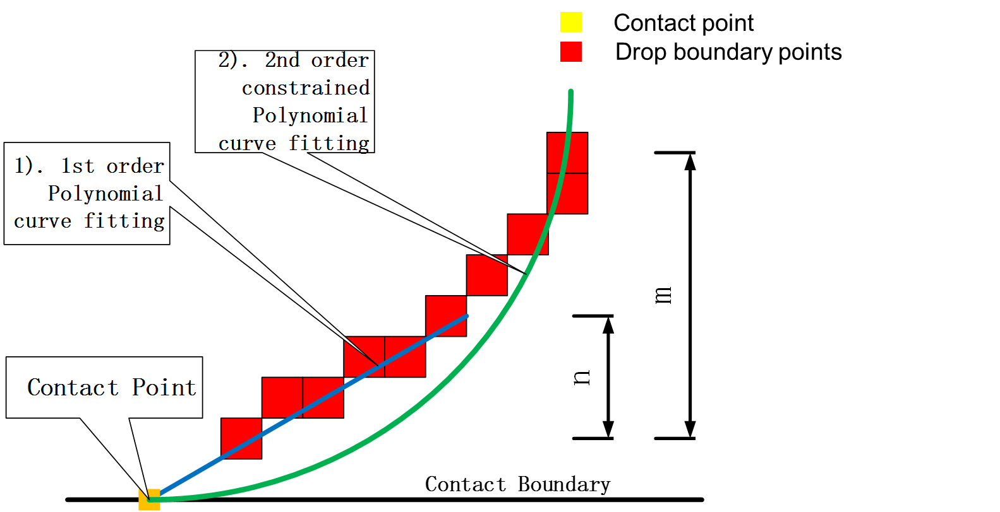 Contact point
Drop boundary points
2). 2nd order
constrained
Polynomial
curve fitting
1). 1st order
Polynomial
curve fitting
m
n
Contact Point
Contact Boundary